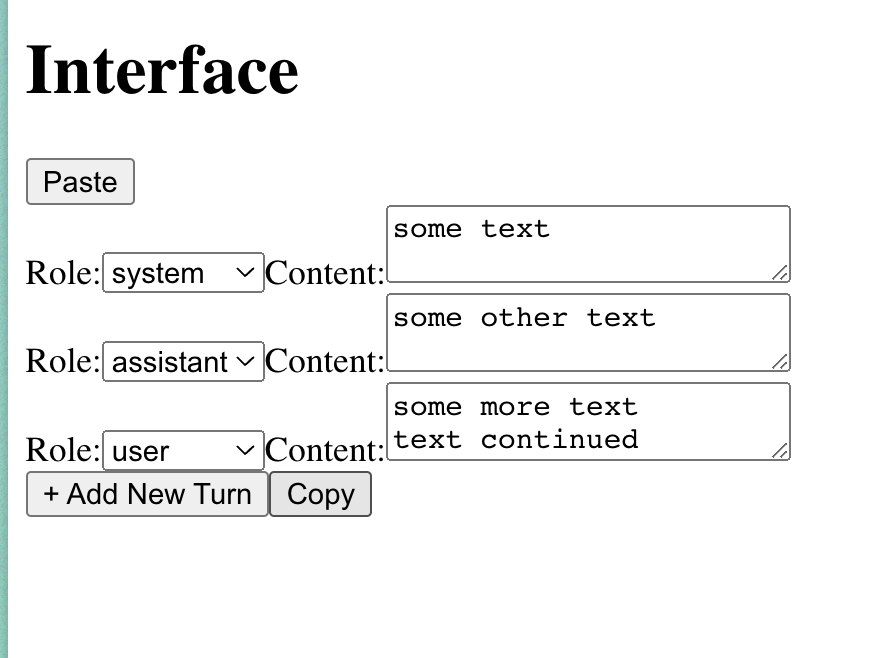 Interface
Paste
Role: system Content: some text
Role: assistant Content: some other text
Role: user Content: some more text
text continued
+ Add New Turn Copy